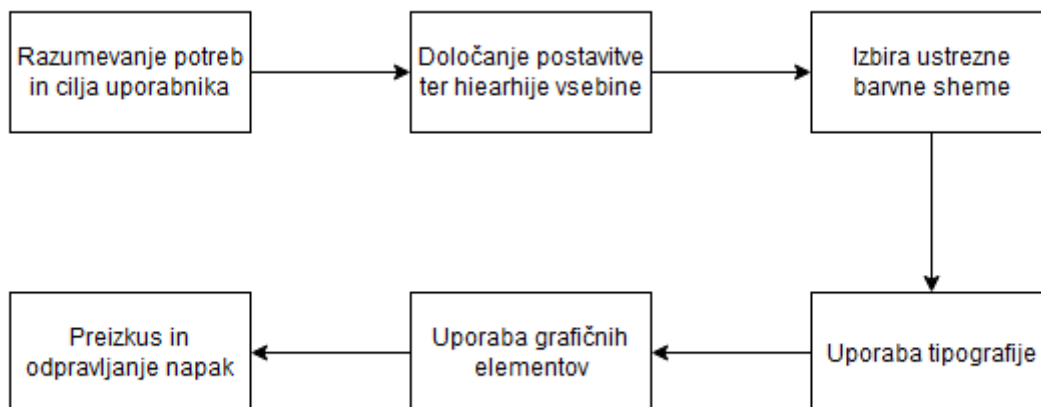 Razumevanje potreb
in cilja uporabnika
Določanje postavitve
ter hiearhije vsebine
Izbira ustrezne
barvne sheme
Uporaba tipografije
Uporaba grafičnih
elementov
Preizkus in
odpravljanje napak